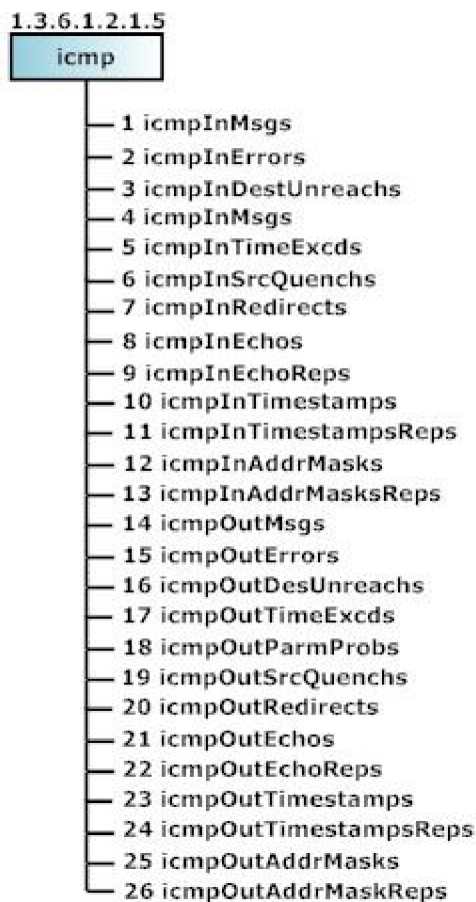 1.3.6.1.2.1.5
icmp
1 icmpInMsgs
2 icmpInErrors
3 icmpInDestUnreachs
4 icmpInMsgs
5 icmpInTimeExcds
6 icmpInSrcQuenchs
7 icmpInRedirects
8 icmpInEchos
9 icmpInEchoReps
10 icmpInTimestamps
11 icmpInTimestampsReps
12 icmpInAddrMasks
13 icmpInAddrMasksReps
14 icmpOutMsgs
15 icmpOutErrors
16 icmpOutDesUnreachs
17 icmpOutTimeExcds
18 icmpOutParmProbs
19 icmpOutSrcQuenchs
20 icmpOutRedirects
21 icmpOutEchos
22 icmpOutEchoReps
23 icmpOutTimestamps
24 icmpOutTimestampsReps
25 icmpOutAddrMasks
26 icmpOutAddrMaskReps